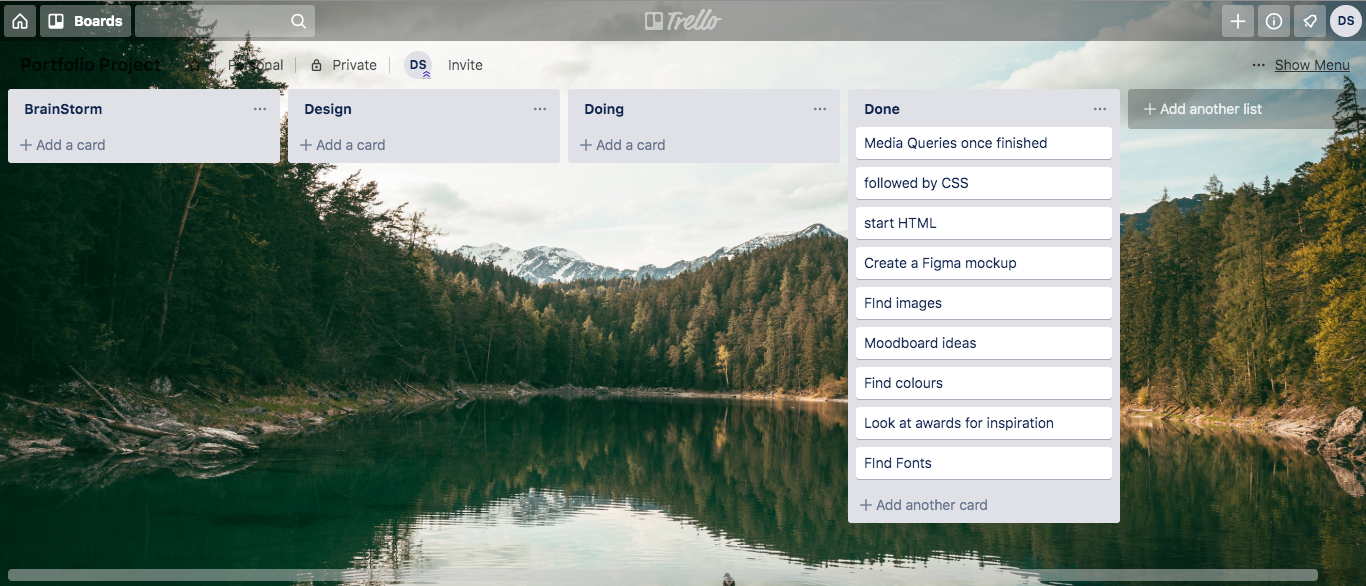 Boards
Trello
DS
Portfolio Project
Personal
Private
DS
Invite
... Show Menu
BrainStorm ...
+ Add a card
Design ...
+ Add a card
Doing ...
+ Add a card
Done ...
Media Queries once finished
followed by CSS
start HTML
Create a Figma mockup
FInd images
Moodboard ideas
Find colours
Look at awards for inspiration
FInd Fonts
+ Add another card
+ Add another list